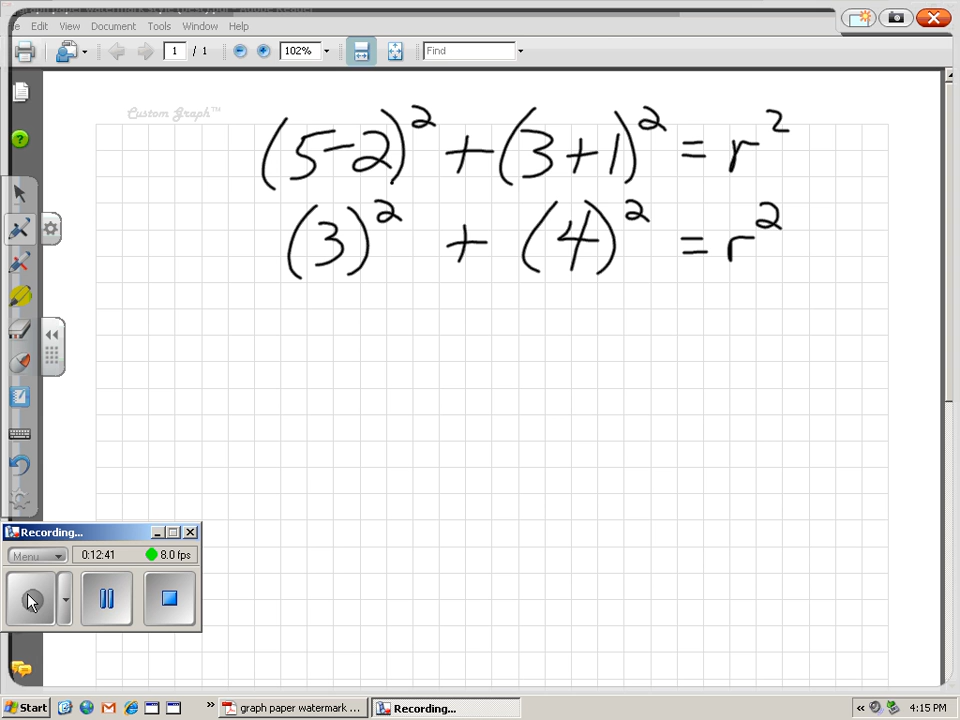 File Edit View Document Tools Window Help
1 / 1 102% Find
Custom Graph™
(5-2)² + (3+1)² = r²
(3)² + (4)² = r²
Recording...
Menu 0:12:41 8.0 fps
Start graph paper watermark ... Recording... 4:15 PM